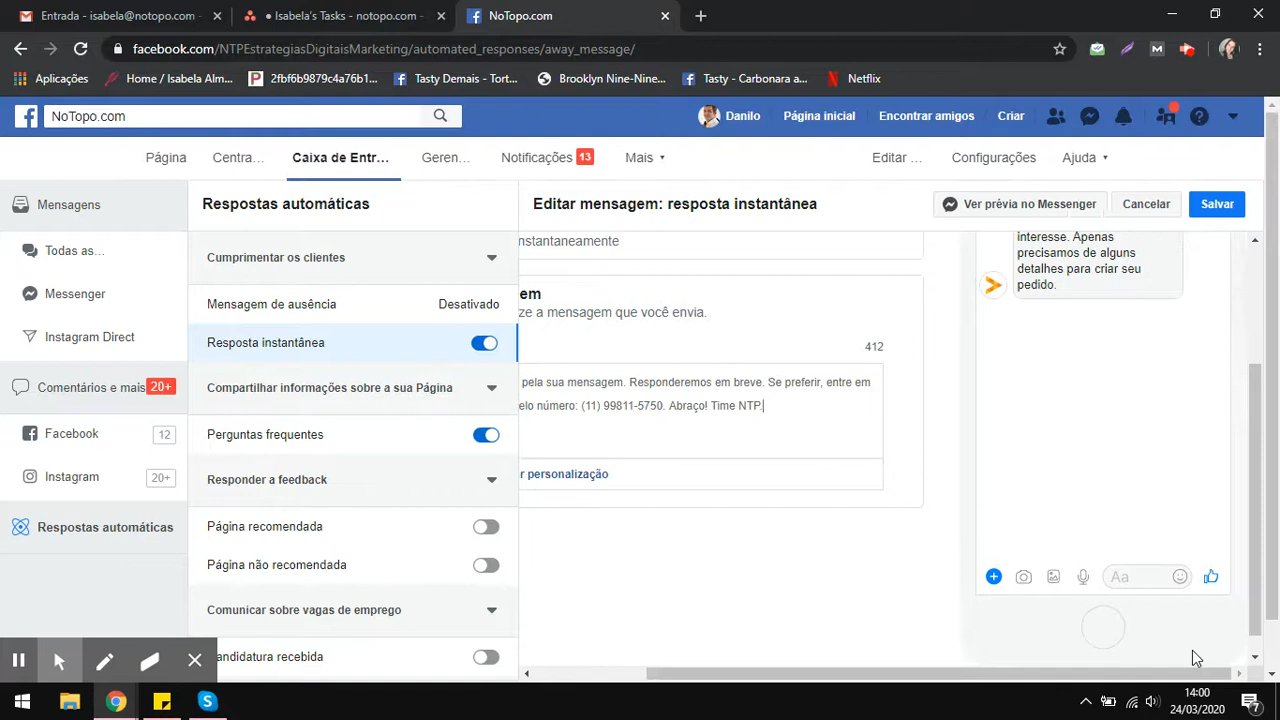 Entrada - isabela@notopo.com
• Isabela's Tasks - notopo.com -
NoTopo.com
facebook.com/NTPEstrategiasDigitaisMarketing/automated_responses/away_message/
Aplicações
Home / Isabela Alm...
2fbf6b9879c4a76b1...
Tasty Demais - Tort...
Brooklyn Nine-Nine...
Tasty - Carbonara a...
Netflix
NoTopo.com
Danilo
Página inicial
Encontrar amigos
Criar
Página
Centra...
Caixa de Entr...
Geren...
Notificações 13
Mais
Editar ...
Configurações
Ajuda
Mensagens
Respostas automáticas
Editar mensagem: resposta instantânea
Ver prévia no Messenger
Cancelar
Salvar
Todas as...
Messenger
Instagram Direct
Comentários e mais 20+
Facebook 12
Instagram 20+
Respostas automáticas
Cumprimentar os clientes
Mensagem de ausência Desativado
Resposta instantânea
Compartilhar informações sobre a sua Página
Perguntas frequentes
Responder a feedback
Página recomendada
Página não recomendada
Comunicar sobre vagas de emprego
andidatura recebida
nstantaneamente
em
ze a mensagem que você envia.
412
pela sua mensagem. Responderemos em breve. Se preferir, entre em
elo número: (11) 99811-5750. Abraço! Time NTP.
r personalização
interesse. Apenas
precisamos de alguns
detalhes para criar seu
pedido.
Aa
14:00
24/03/2020
7